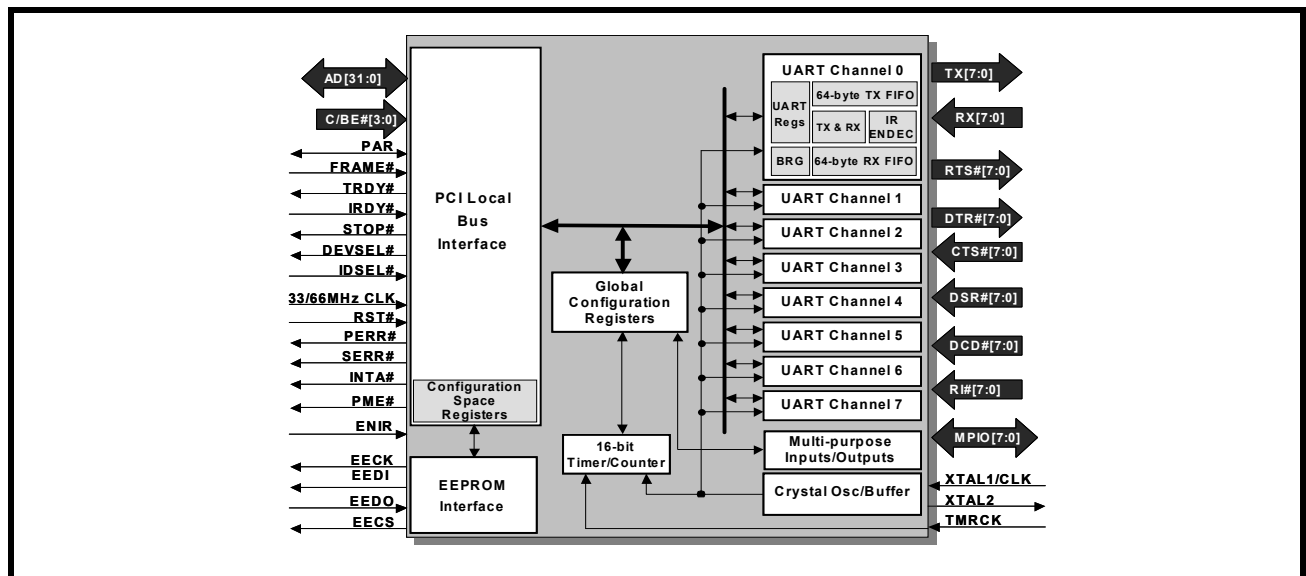 AD[31:0]
C/BE#[3:0]
PAR
FRAME#
TRDY#
IRDY#
STOP#
DEVSEL#
IDSEL#
33/66MHz CLK
RST#
PERR#
SERR#
INTA#
PME#
ENIR
EECK
EEDI
EEDO
EECS
PCI Local
Bus
Interface
Configuration
Space
Registers
EEPROM
Interface
Global
Configuration
Registers
16-bit
Timer/Counter
UART Channel 0
UART
Regs
64-byte TX FIFO
TX & RX
IR
ENDEC
BRG
64-byte RX FIFO
UART Channel 1
UART Channel 2
UART Channel 3
UART Channel 4
UART Channel 5
UART Channel 6
UART Channel 7
Multi-purpose
Inputs/Outputs
Crystal Osc/Buffer
TX[7:0]
RX[7:0]
RTS#[7:0]
DTR#[7:0]
CTS#[7:0]
DSR#[7:0]
DCD#[7:0]
RI#[7:0]
MPIO[7:0]
XTAL1/CLK
XTAL2
TMRCK